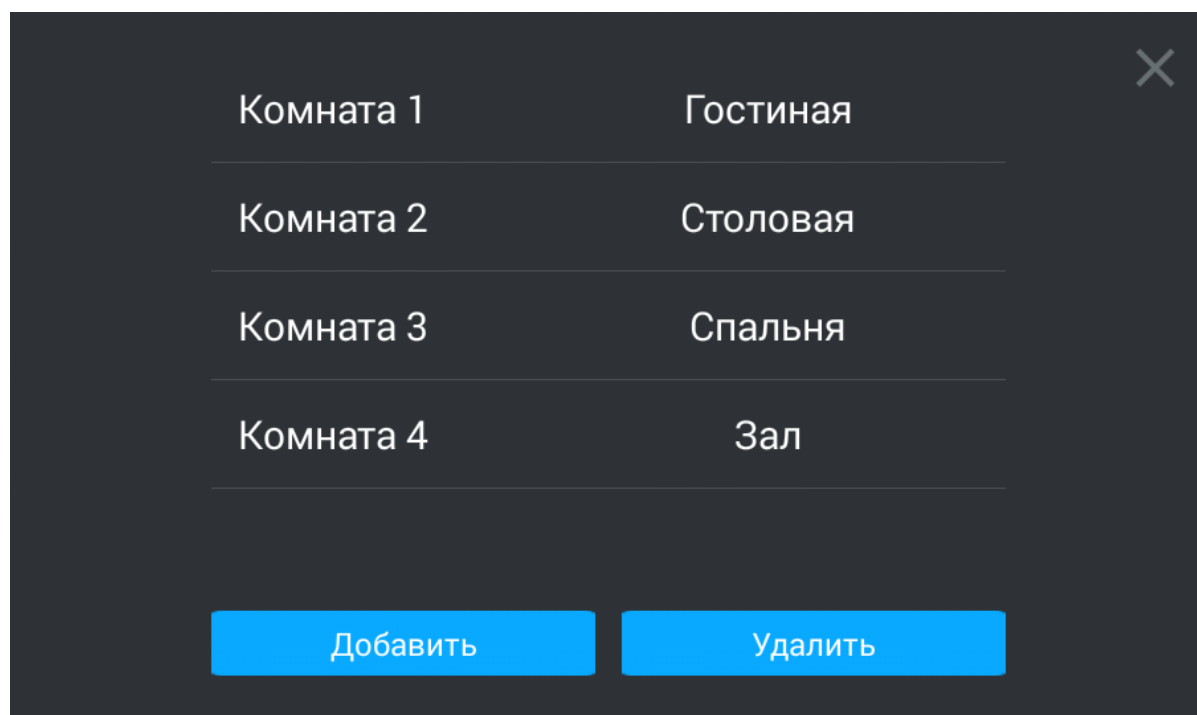 Комната 1 Гостиная
Комната 2 Столовая
Комната 3 Спальня
Комната 4 Зал
Добавить Удалить